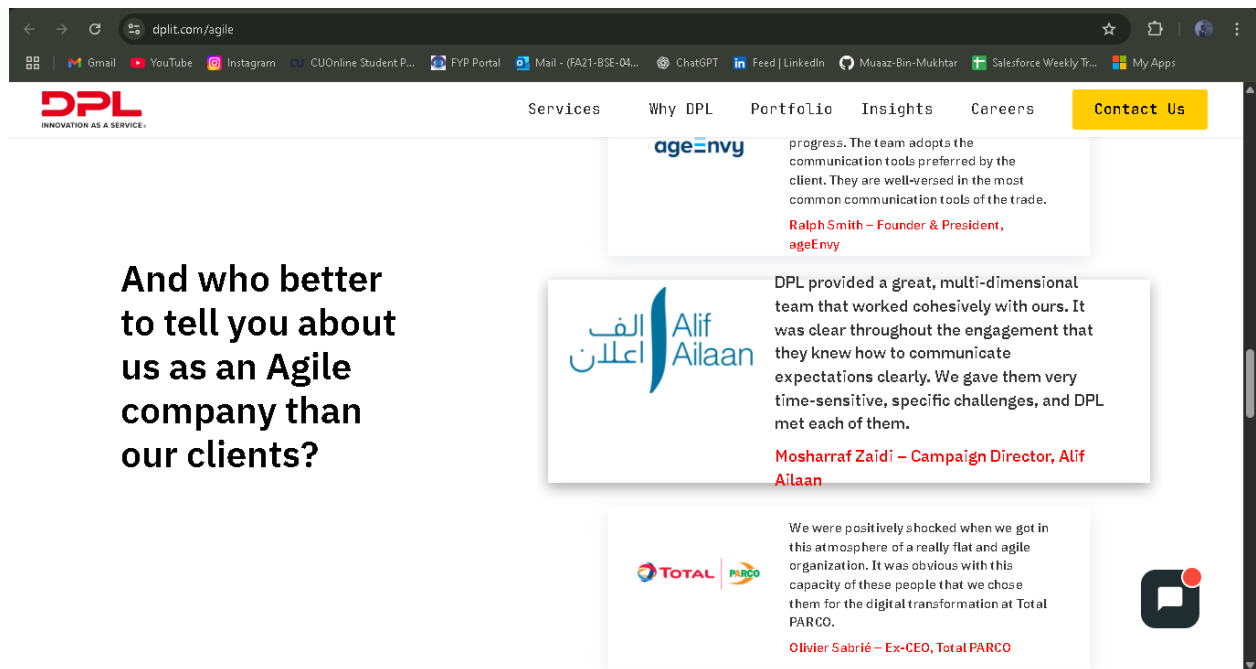 dplit.com/agile
Gmail
YouTube
Instagram
CUOnline Student P...
FYP Portal
Mail - (FA21-BSE-04...
ChatGPT
Feed | LinkedIn
Muaaz-Bin-Mukhtar
Salesforce Weekly Tr...
My Apps
DPL
INNOVATION AS A SERVICE
Services
Why DPL
Portfolio
Insights
Careers
Contact Us
And who better
to tell you about
us as an Agile
company than
our clients?
ageEnvy
progress. The team adopts the
communication tools preferred by the
client. They are well-versed in the most
common communication tools of the trade.
Ralph Smith – Founder & President,
ageEnvy
الف
اعلان
Alif
Ailaan
DPL provided a great, multi-dimensional
team that worked cohesively with ours. It
was clear throughout the engagement that
they knew how to communicate
expectations clearly. We gave them very
time-sensitive, specific challenges, and DPL
met each of them.
Mosharraf Zaidi – Campaign Director, Alif
Ailaan
TOTAL
PARCO
We were positively shocked when we got in
this atmosphere of a really flat and agile
organization. It was obvious with this
capacity of these people that we chose
them for the digital transformation at Total
PARCO.
Olivier Sabrié – Ex-CEO, Total PARCO